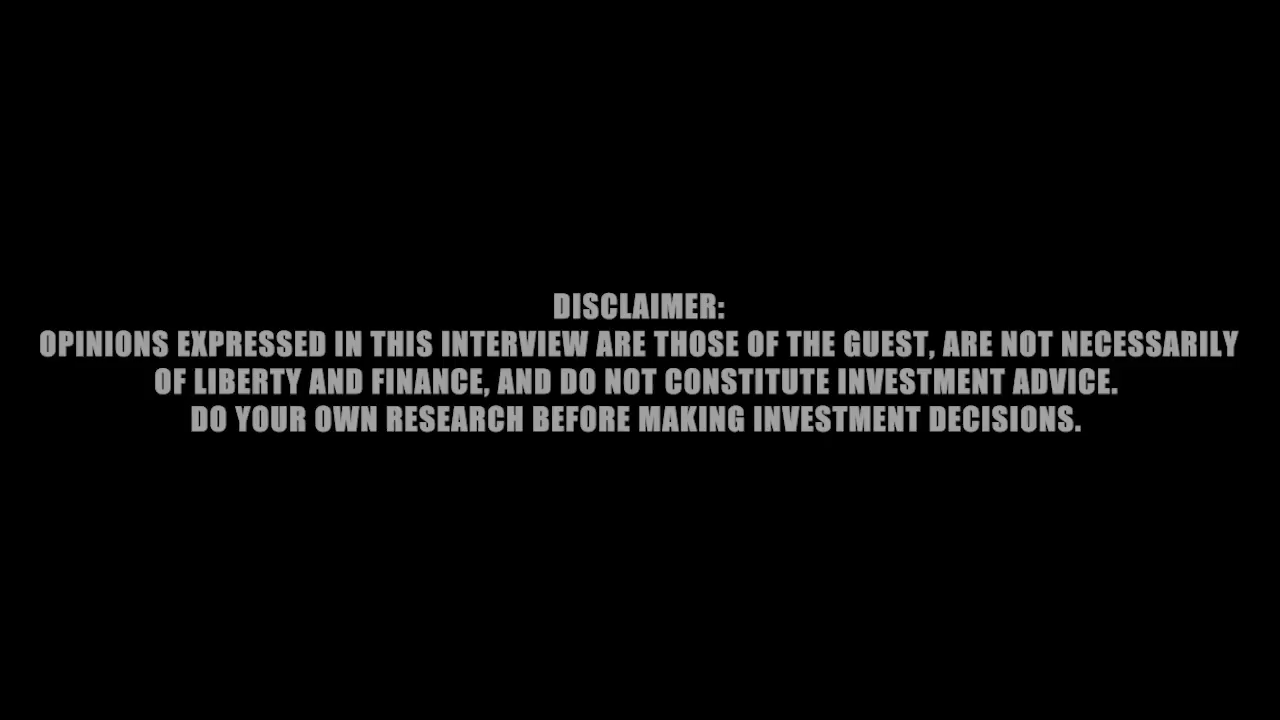 DISCLAIMER:
OPINIONS EXPRESSED IN THIS INTERVIEW ARE THOSE OF THE GUEST, ARE NOT NECESSARILY
OF LIBERTY AND FINANCE, AND DO NOT CONSTITUTE INVESTMENT ADVICE.
DO YOUR OWN RESEARCH BEFORE MAKING INVESTMENT DECISIONS.